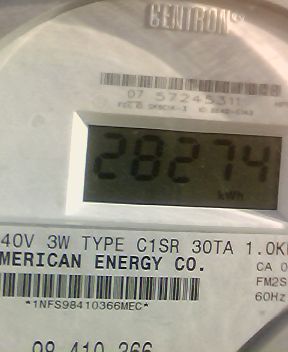 CENTRON
07 57245311
28274
kWh
40V 3W TYPE C1SR 30TA 1.0K
MERICAN ENERGY CO.
CA 0
FM2S
60Hz
*1NFS98410366MEC*
98 410 366